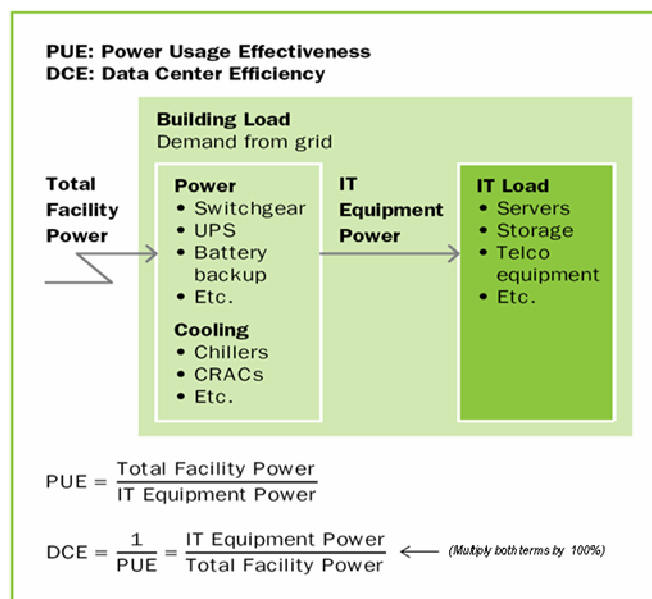 PUE: Power Usage Effectiveness
DCE: Data Center Efficiency
Building Load
Demand from grid
Total
Facility
Power
Power
• Switchgear
• UPS
• Battery
backup
• Etc.
Cooling
• Chillers
• CRACs
• Etc.
IT
Equipment
Power
IT Load
• Servers
• Storage
• Telco
equipment
• Etc.
PUE = Total Facility Power / IT Equipment Power
DCE = 1 / PUE = IT Equipment Power / Total Facility Power (Multiply both terms by 100%)